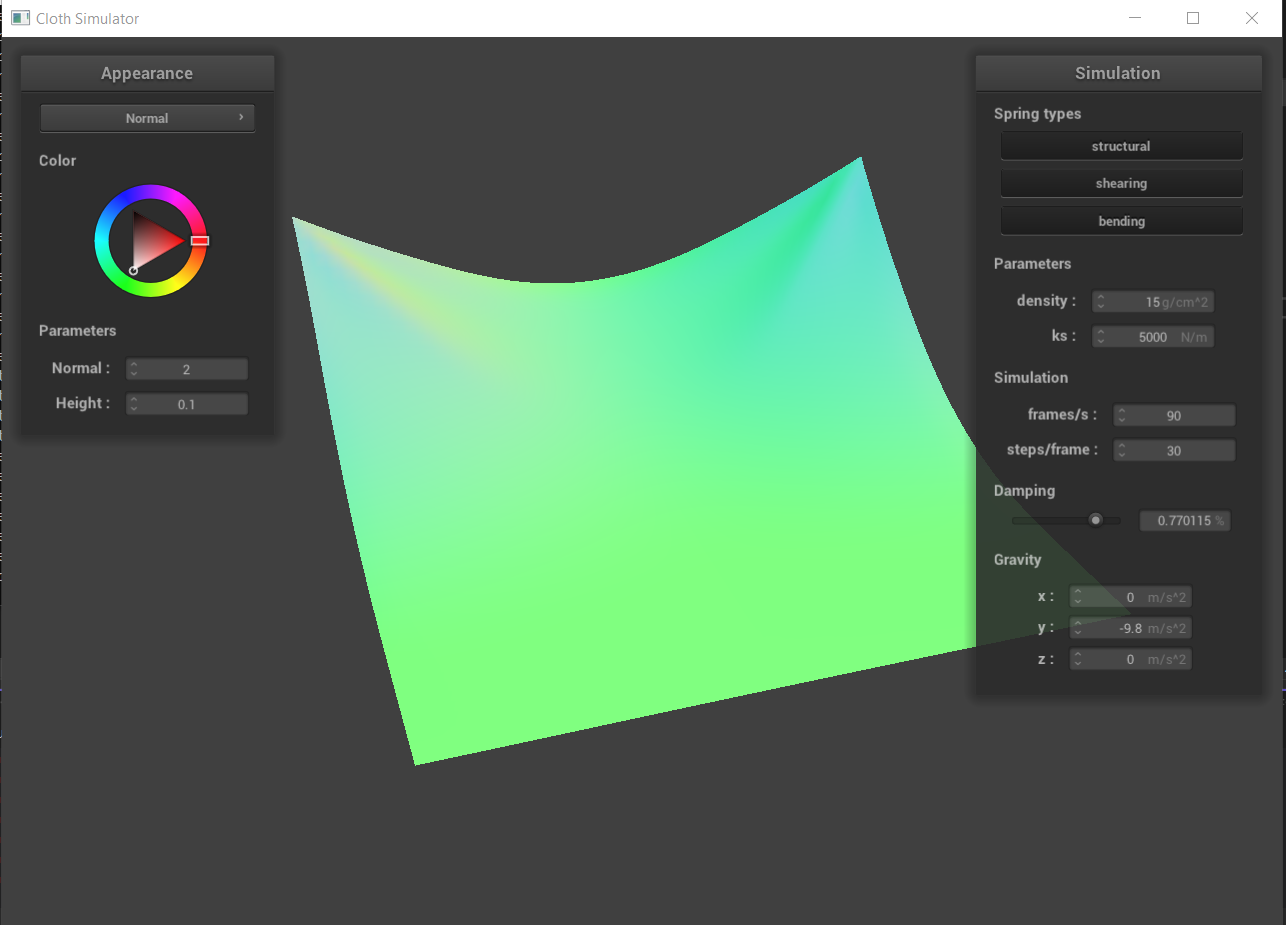 Cloth Simulator
Appearance
Normal
Color
Parameters
Normal : 2
Height : 0.1
Simulation
Spring types
structural
shearing
bending
Parameters
density : 15 g/cm^2
ks : 5000 N/m
Simulation
frames/s : 90
steps/frame : 30
Damping
0.770115 %
Gravity
x : 0 m/s^2
y : -9.8 m/s^2
z : 0 m/s^2